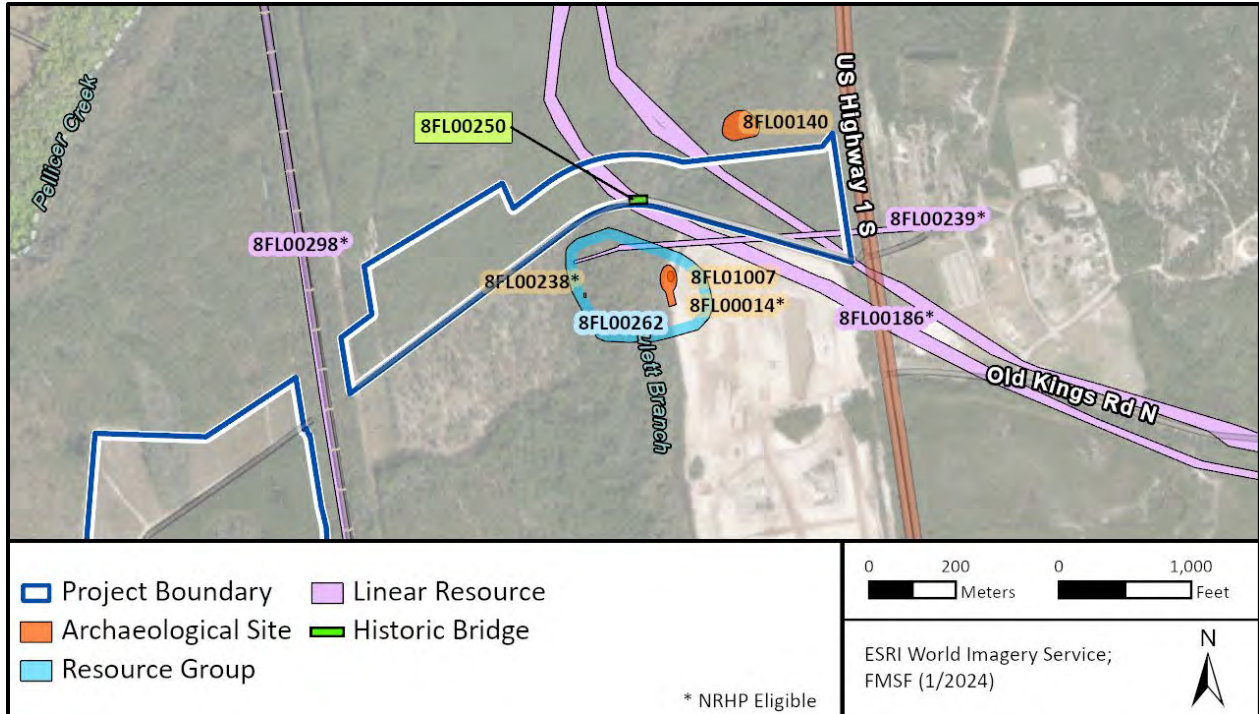 Pellicer Creek
8FL00250
8FL00140
US Highway 1 S
8FL00298*
8FL00239*
8FL00238*
8FL01007
8FL00014*
8FL00262
8FL00186*
Old Kings Rd N
Branch
Project Boundary
Linear Resource
Archaeological Site
Historic Bridge
Resource Group
* NRHP Eligible
0 200
Meters
0 1,000
Feet
ESRI World Imagery Service;
FMSF (1/2024)
N